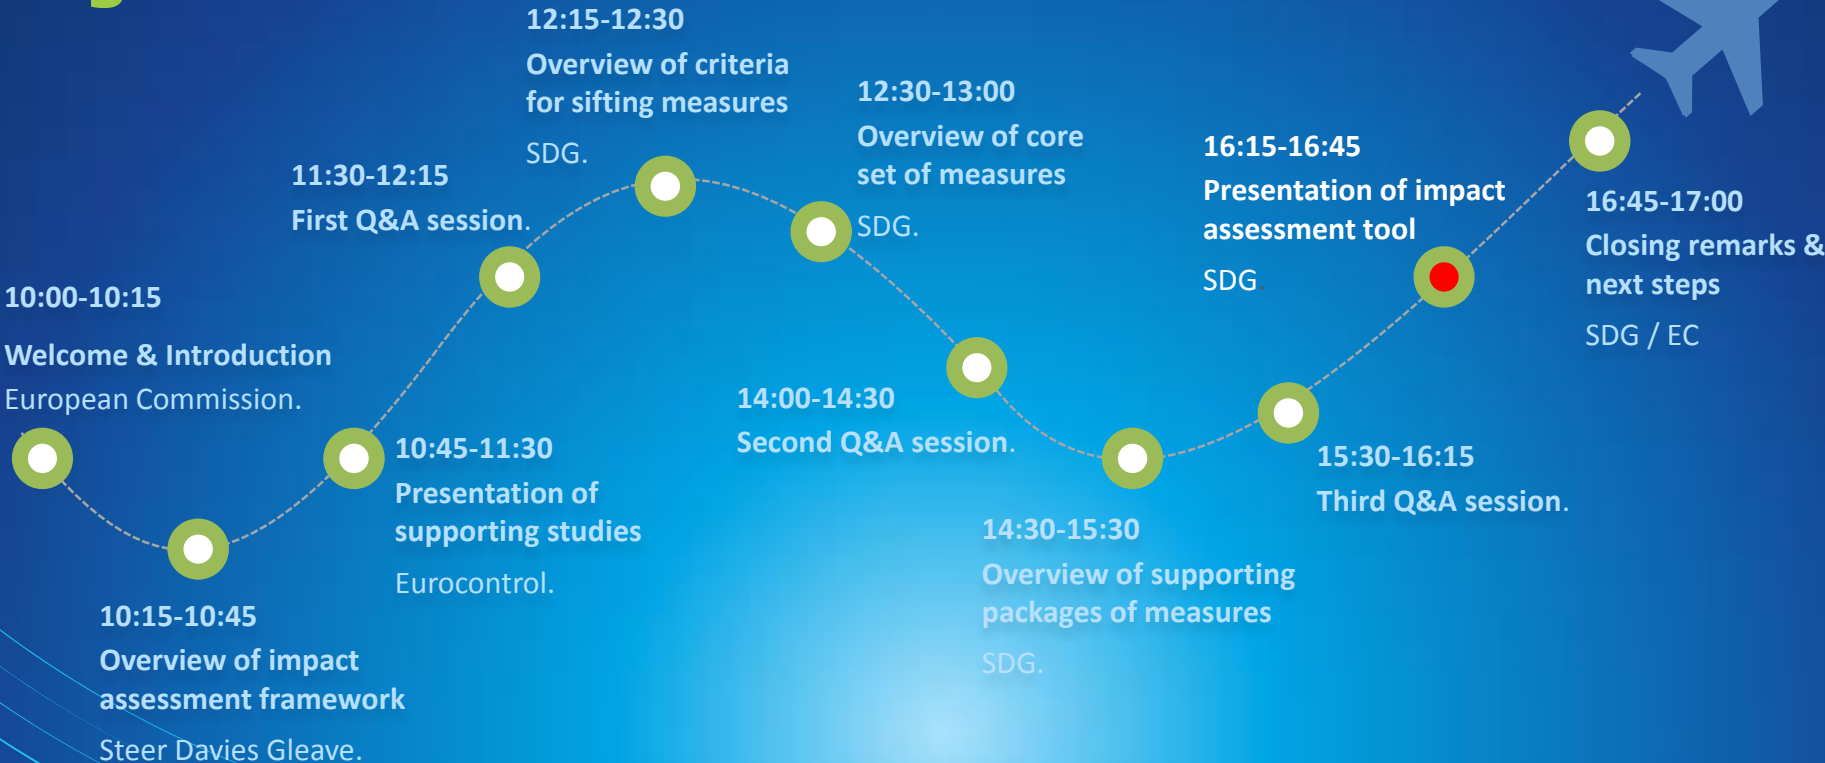 10:00-10:15
Welcome & Introduction
European Commission.
10:15-10:45
Overview of impact
assessment framework
Steer Davies Gleave.
10:45-11:30
Presentation of
supporting studies
Eurocontrol.
11:30-12:15
First Q&A session.
12:15-12:30
Overview of criteria
for sifting measures
SDG.
12:30-13:00
Overview of core
set of measures
SDG.
14:00-14:30
Second Q&A session.
14:30-15:30
Overview of supporting
packages of measures
SDG.
15:30-16:15
Third Q&A session.
16:15-16:45
Presentation of impact
assessment tool
SDG.
16:45-17:00
Closing remarks &
next steps
SDG / EC